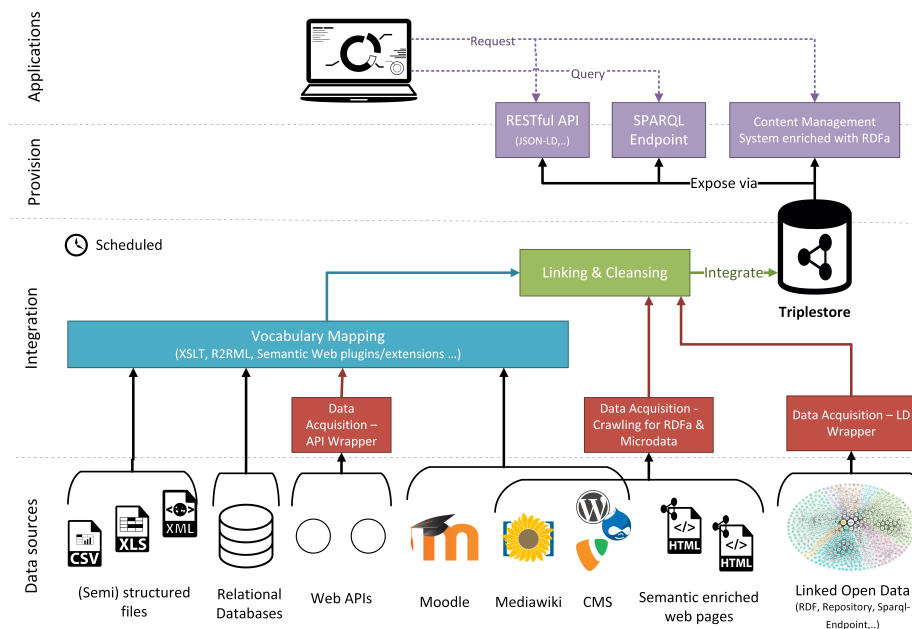 Applications
Request
Query
RESTful API
(JSON-LD,..)
SPARQL
Endpoint
Content Management
System enriched with RDFa
Provision
Expose via
Scheduled
Linking & Cleansing
Integrate
Triplestore
Integration
Vocabulary Mapping
(XSLT, R2RML, Semantic Web plugins/extensions ...)
Data
Acquisition –
API Wrapper
Data Acquisition -
Crawling for RDFa &
Microdata
Data Acquisition – LD
Wrapper
Data sources
CSV
XLS
XML
HTML
HTML
(Semi) structured
files
Relational
Databases
Web APIs
Moodle
Mediawiki
CMS
Semantic enriched
web pages
Linked Open Data
(RDF, Repository, Sparql-
Endpoint,..)